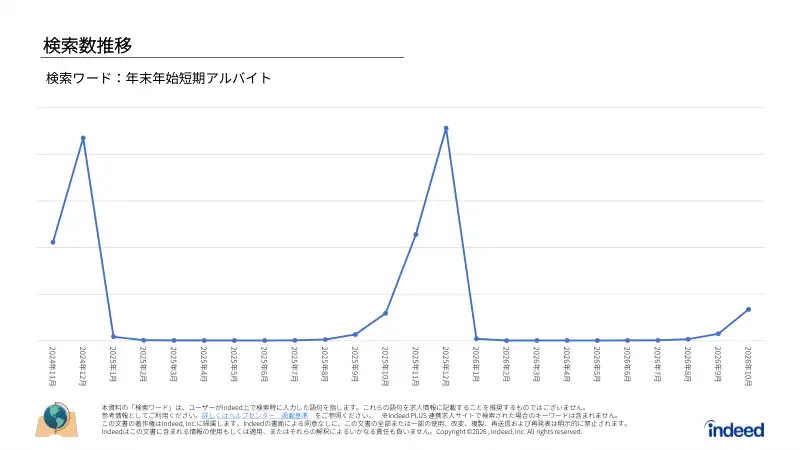 検索数推移
検索ワード：年末年始短期アルバイト
2024年11月
2024年12月
2025年1月
2025年2月
2025年3月
2025年4月
2025年5月
2025年6月
2025年7月
2025年8月
2025年9月
2025年10月
2025年11月
2025年12月
2026年1月
2026年2月
2026年3月
2026年4月
2026年5月
2026年6月
2026年7月
2026年8月
2026年9月
2026年10月
本資料の「検索ワード」は、ユーザーがIndeed上で検索時に入力した語句を指します。これらの語句を求人情報に記載することを推奨するものではございません。
参考情報としてご利用ください。詳しくはヘルプセンター　掲載基準　をご参照ください。　※Indeed PLUS 連携求人サイトで検索された場合のキーワードは含まれません。
この文書の著作権はIndeed, Inc.に帰属します。Indeedの書面による同意なしに、この文書の全部または一部の使用、改変、複製、再送信および再発表は明示的に禁止されます。
Indeedはこの文書に含まれる情報の使用もしくは適用、またはそれらの解釈によるいかなる責任も負いません。Copyright ©2026 , Indeed, Inc. All rights reserved.
indeed